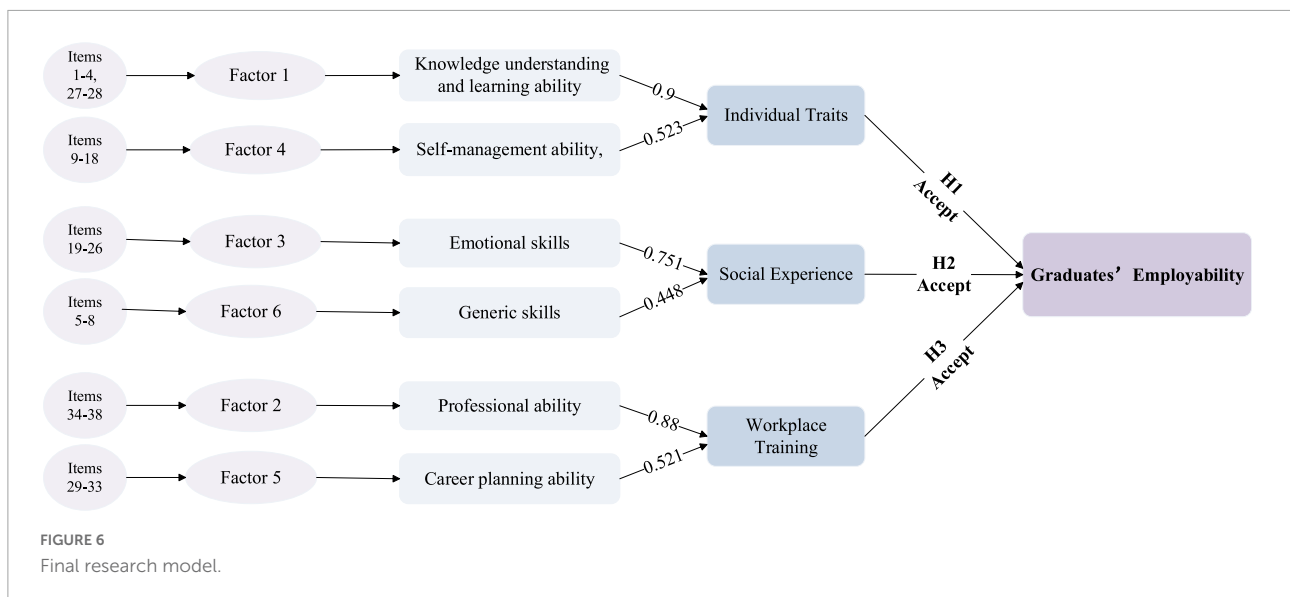 Items
1-4,
27-28
Factor 1
Knowledge understanding
and learning ability
0.9
Individual Traits
Items
9-18
Factor 4
Self-management ability,
0.523
H1
Accept
Items
19-26
Factor 3
Emotional skills
0.751
Social Experience
H2
Accept
Graduates’ Employability
Items
5-8
Factor 6
Generic skills
0.448
Items
34-38
Factor 2
Professional ability
0.88
Workplace
Training
H3
Accept
Items
29-33
Factor 5
Career planning ability
0.521
FIGURE 6
Final research model.